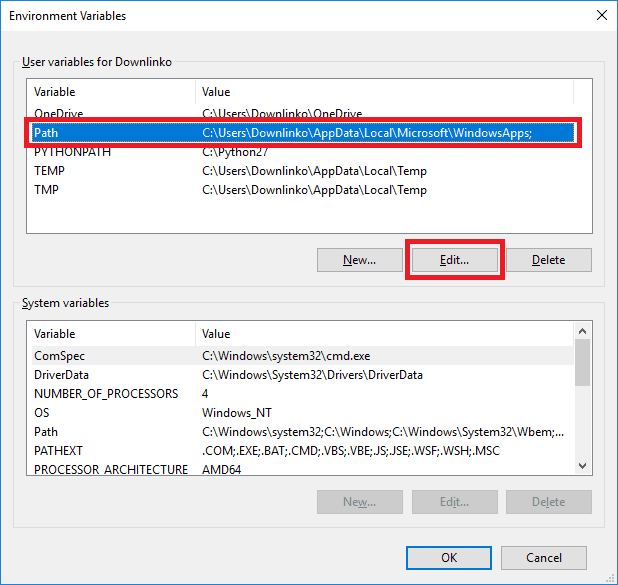 Environment Variables
User variables for Downlinko
Variable Value
OneDrive C:\Users\Downlinko\OneDrive
Path C:\Users\Downlinko\AppData\Local\Microsoft\WindowsApps;
PYTHONPATH C:\Python27
TEMP C:\Users\Downlinko\AppData\Local\Temp
TMP C:\Users\Downlinko\AppData\Local\Temp
New... Edit... Delete
System variables
Variable Value
ComSpec C:\Windows\system32\cmd.exe
DriverData C:\Windows\System32\Drivers\DriverData
NUMBER_OF_PROCESSORS 4
OS Windows_NT
Path C:\Windows\system32;C:\Windows;C:\Windows\System32\Wbem;...
PATHEXT .COM;.EXE;.BAT;.CMD;.VBS;.VBE;.JS;.JSE;.WSF;.WSH;.MSC
PROCESSOR_ARCHITECTURE AMD64
New... Edit... Delete
OK Cancel